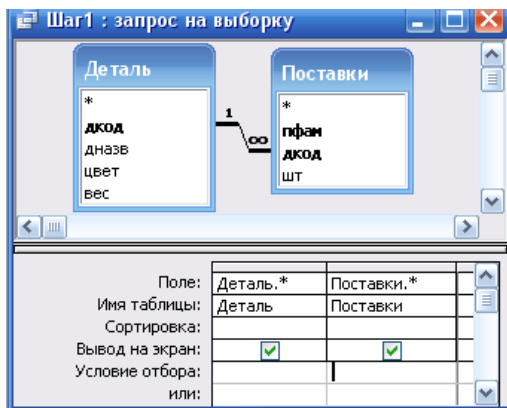 Шаг1 : запрос на выборку
Деталь
*
дкод
дназв
цвет
вес
1
∞
Поставки
*
пфам
дкод
шт
Поле: Деталь.* Поставки.*
Имя таблицы: Деталь Поставки
Сортировка:
Вывод на экран:
Условие отбора:
или: